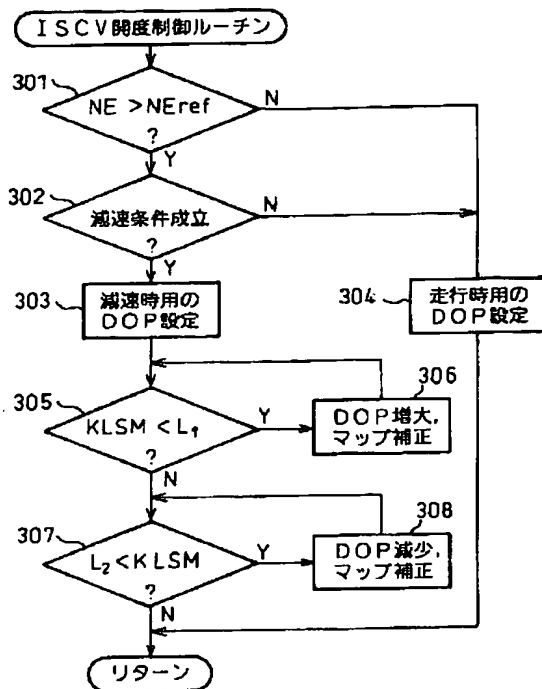 ISCV開度制御ルーチン
301
NE >NEref
?
N
Y
302
減速条件成立
?
N
Y
303
減速時用の
DOP設定
304
走行時用の
DOP設定
305
KLSM <L₁
?
Y
N
306
DOP増大,
マップ補正
307
L₂<KLSM
?
Y
N
308
DOP減少,
マップ補正
リターン